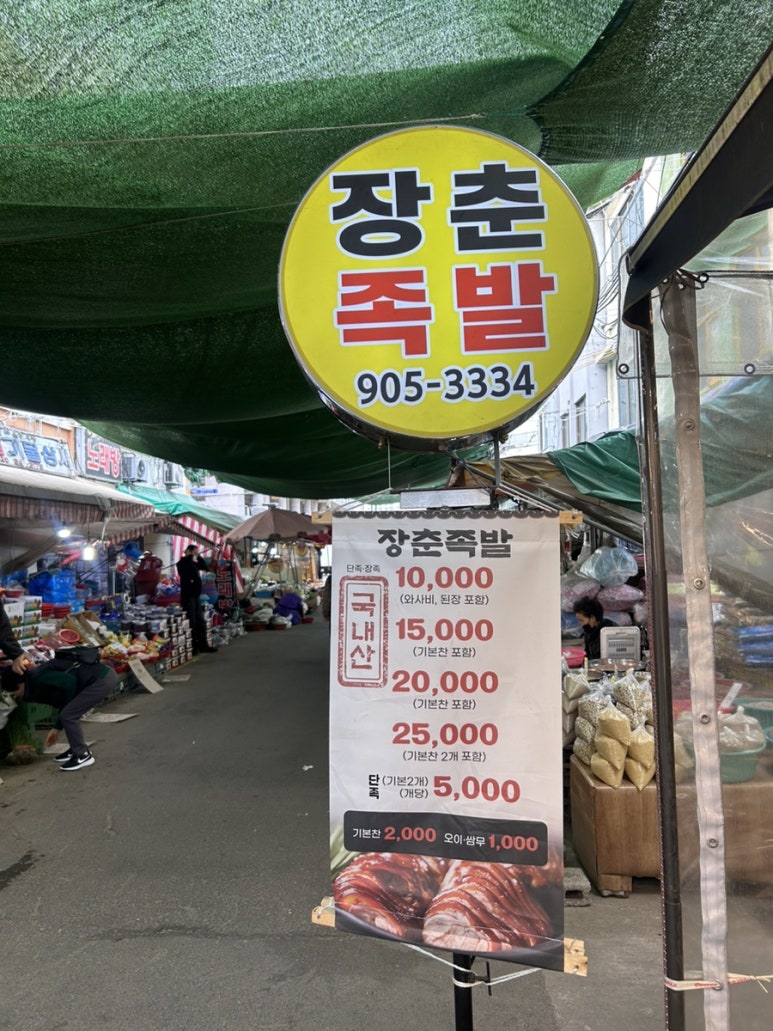 장춘
족발
905-3334
노래방
장춘족발
단족·장족
국내산
10,000
(와사비, 된장 포함)
15,000
(기본찬 포함)
20,000
(기본찬 포함)
25,000
(기본찬 2개 포함)
단족 (기본2개) (개당) 5,000
기본찬 2,000 오이·쌈무 1,000